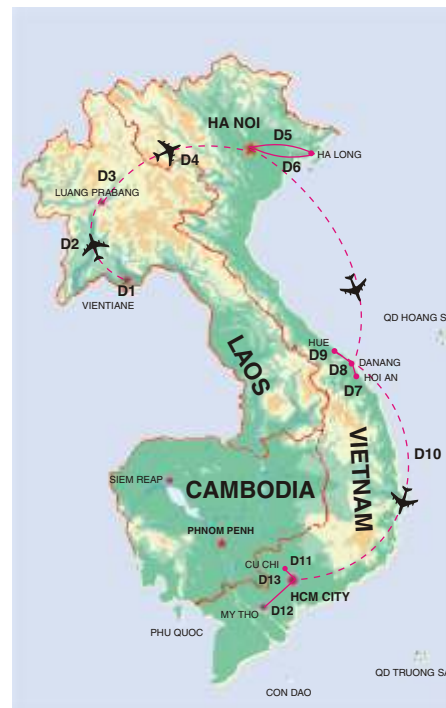 HA NOI
D5
D4
HA LONG
D6
D3
LUANG PRABANG
D2
D1
VIENTIANE
QD HOANG S
HUE
D9
DANANG
D8
HOI AN
D7
LAOS
VIETNAM
D10
SIEM REAP
CAMBODIA
PHNOM PENH
CU CHI
D11
D13
HCM CITY
D12
MY THO
PHU QUOC
QD TRUONG SA
CON DAO